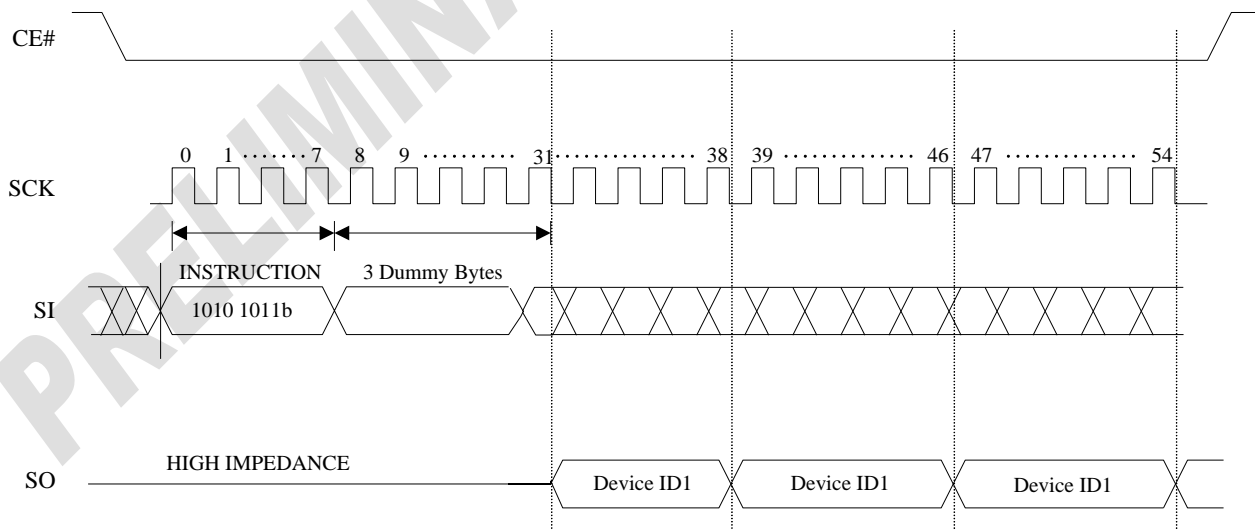 CE#
0 1 ........ 7 8 9 .......... 31 .................. 38 39 ............... 46 47 ............... 54
SCK
INSTRUCTION 3 Dummy Bytes
SI 1010 1011b
HIGH IMPEDANCE
SO Device ID1 Device ID1 Device ID1
PRELIMINA